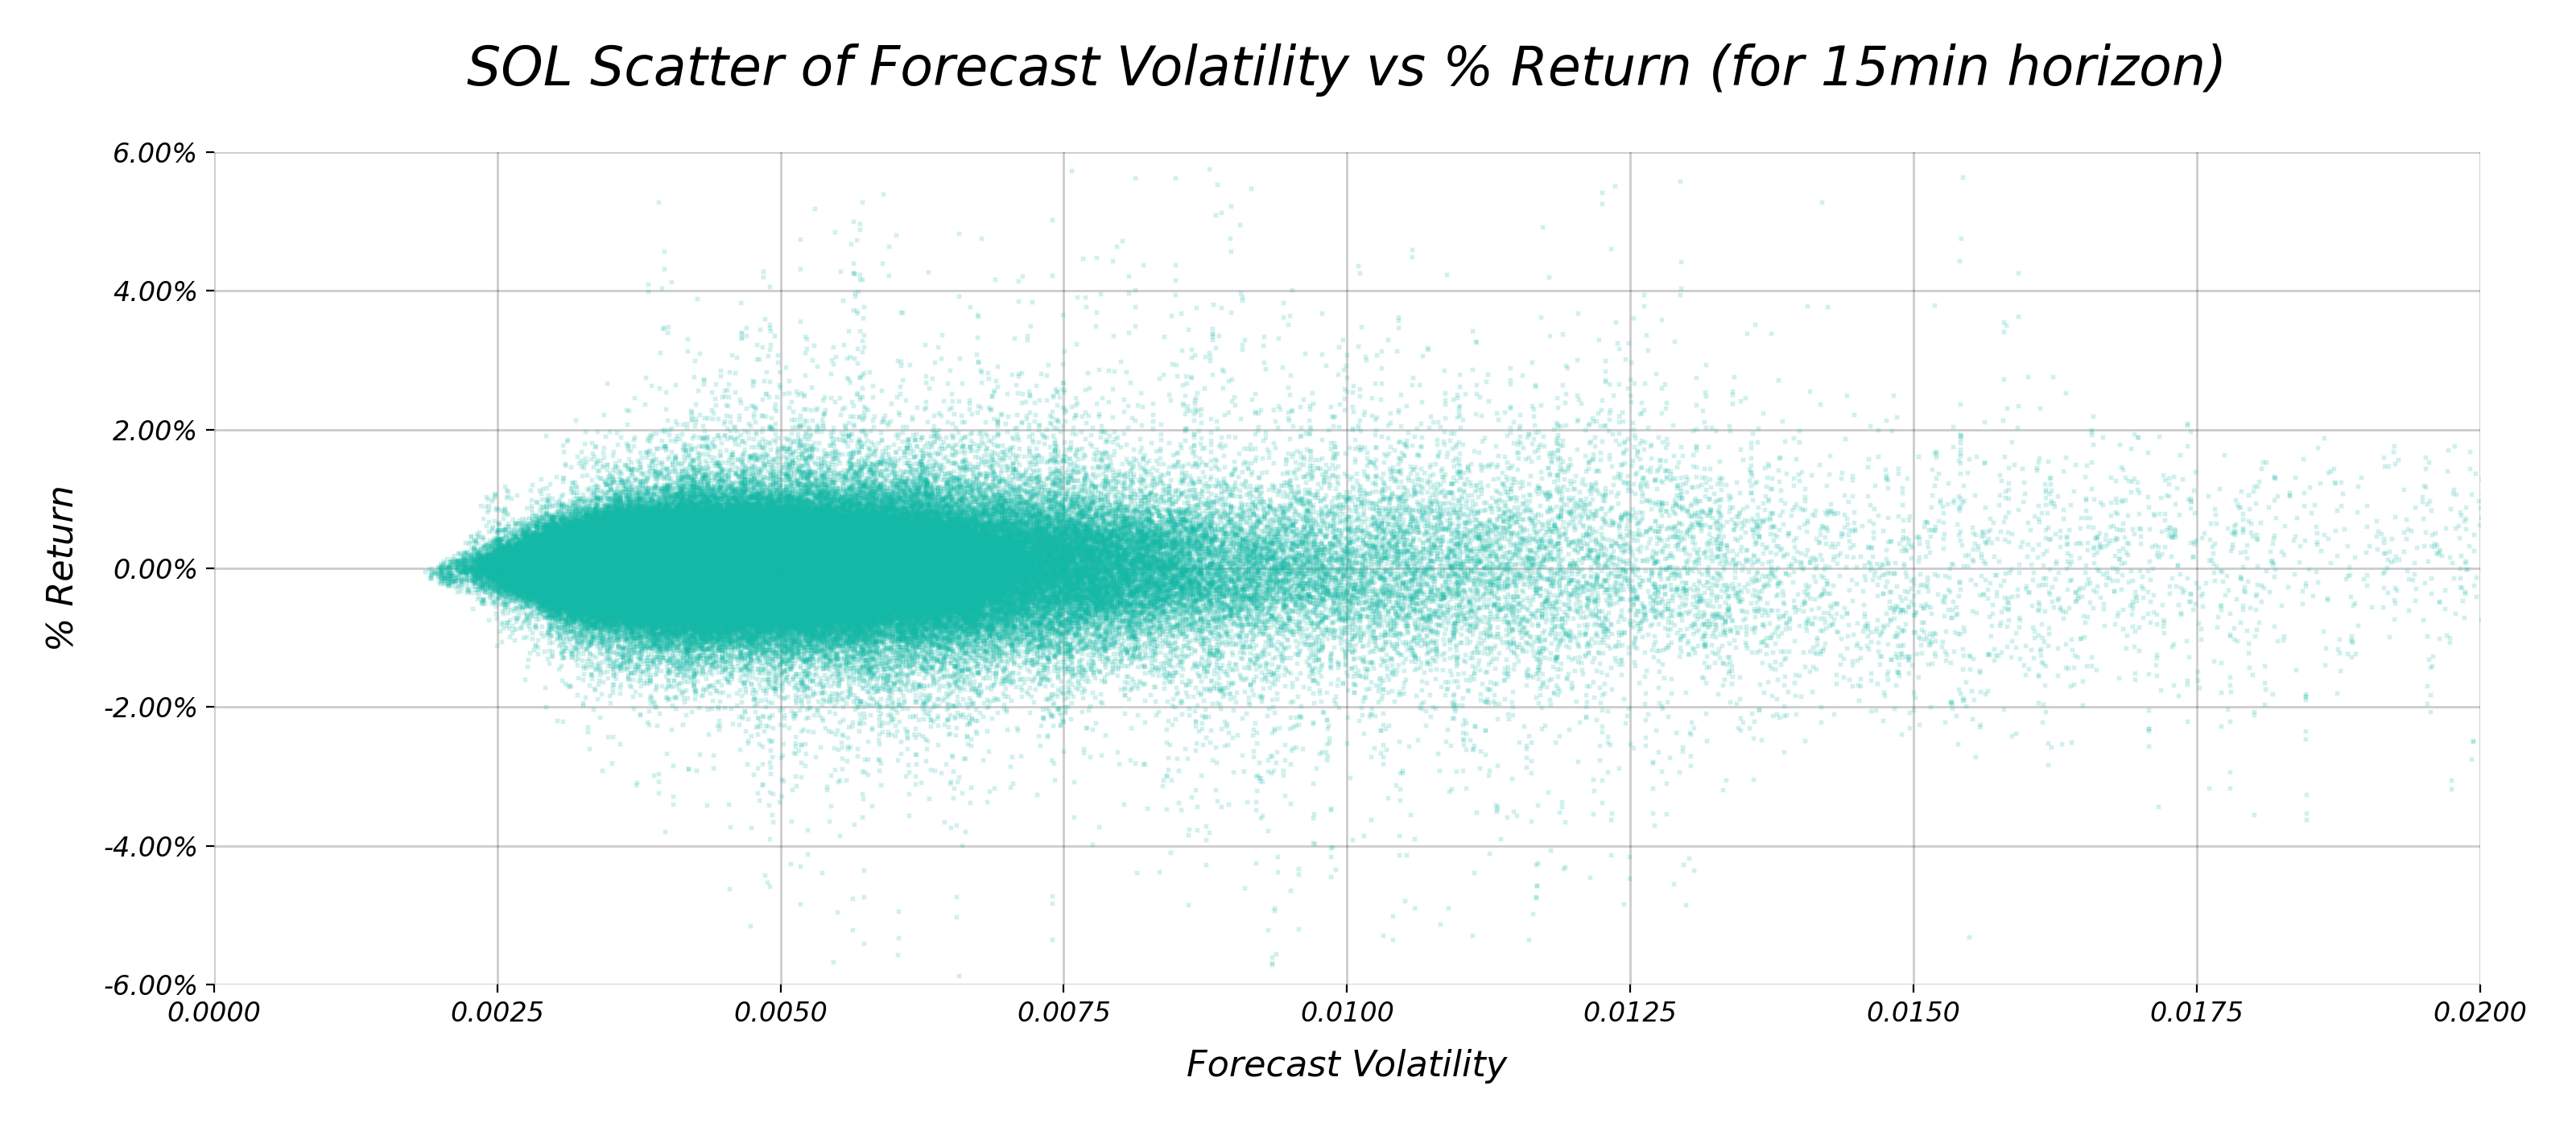 SOL Scatter of Forecast Volatility vs % Return (for 15min horizon)
6.00%
4.00%
2.00%
0.00%
-2.00%
-4.00%
-6.00%
% Return
0.0000 0.0025 0.0050 0.0075 0.0100 0.0125 0.0150 0.0175 0.0200
Forecast Volatility